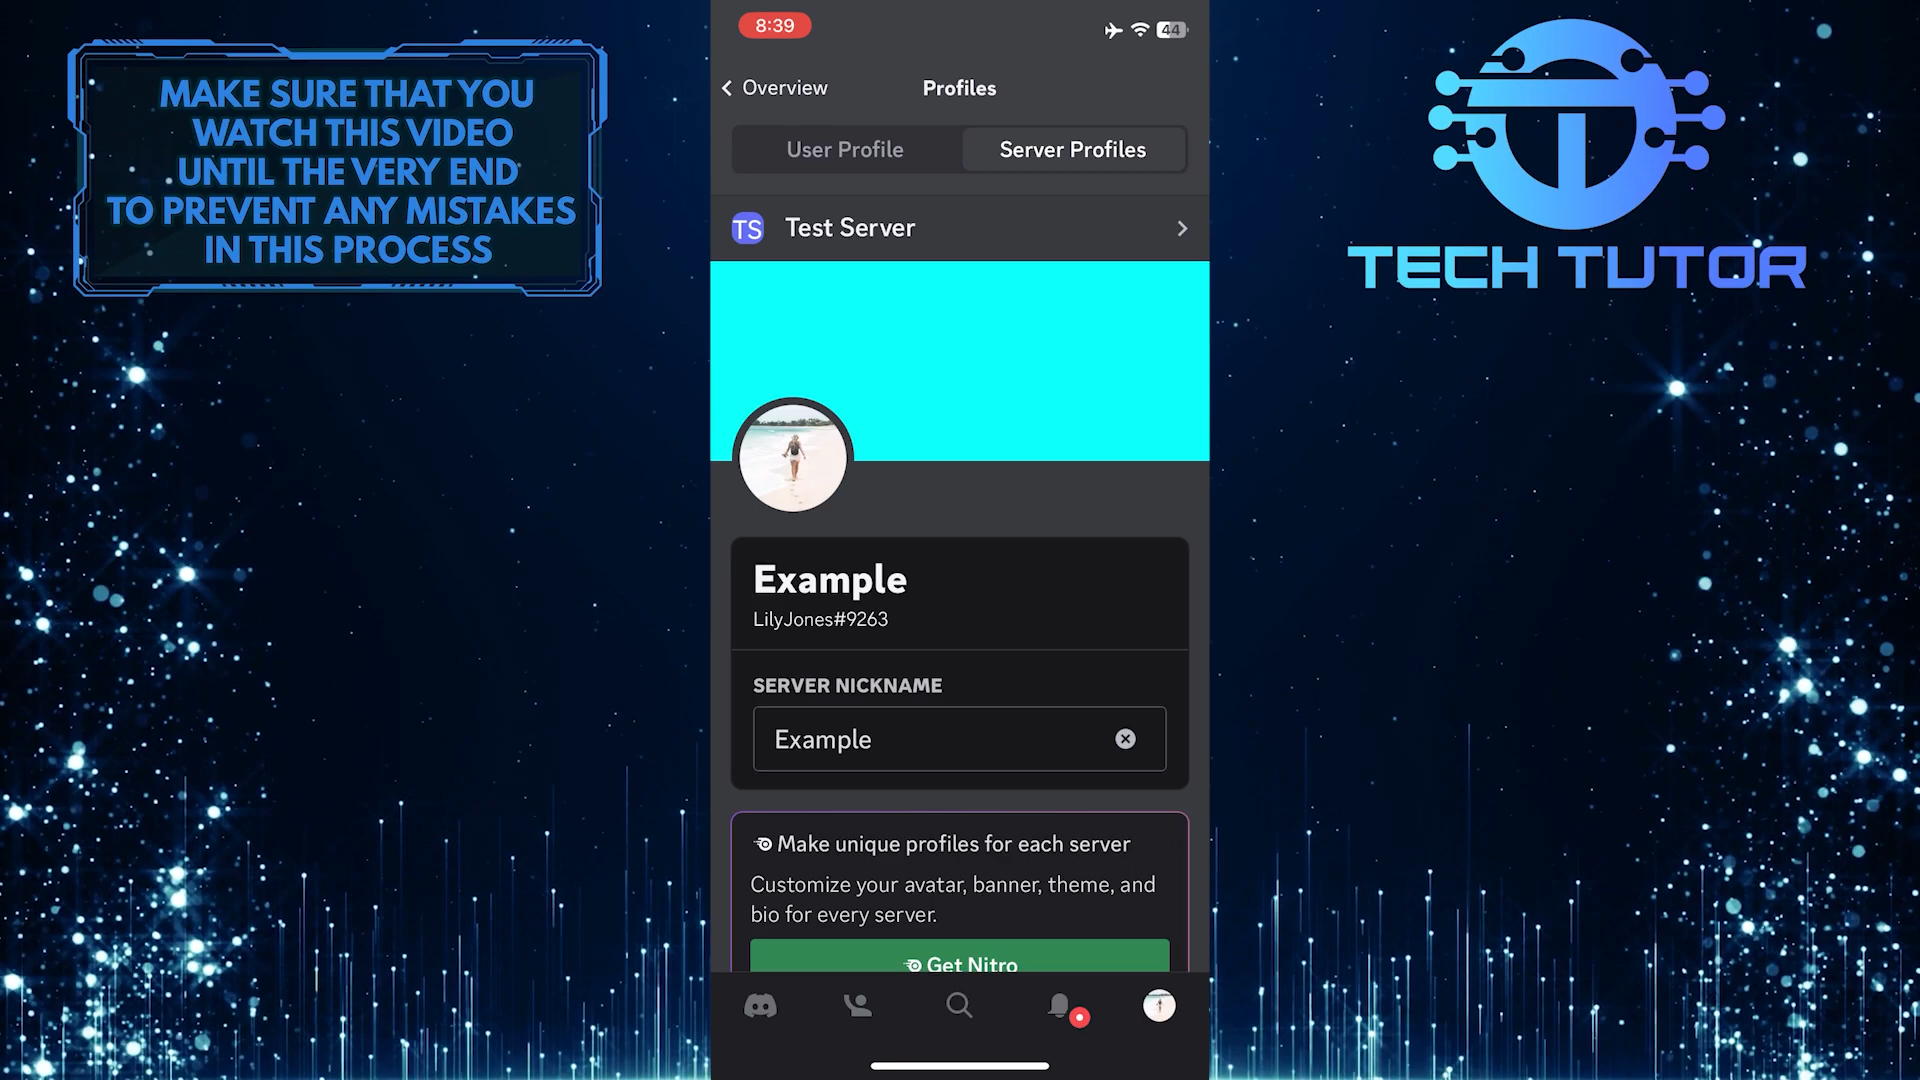 MAKE SURE THAT YOU
WATCH THIS VIDEO
UNTIL THE VERY END
TO PREVENT ANY MISTAKES
IN THIS PROCESS
8:39
44
Overview
Profiles
User Profile
Server Profiles
TS
Test Server
Example
LilyJones#9263
SERVER NICKNAME
Example
Make unique profiles for each server
Customize your avatar, banner, theme, and
bio for every server.
Get Nitro
TECH TUTOR